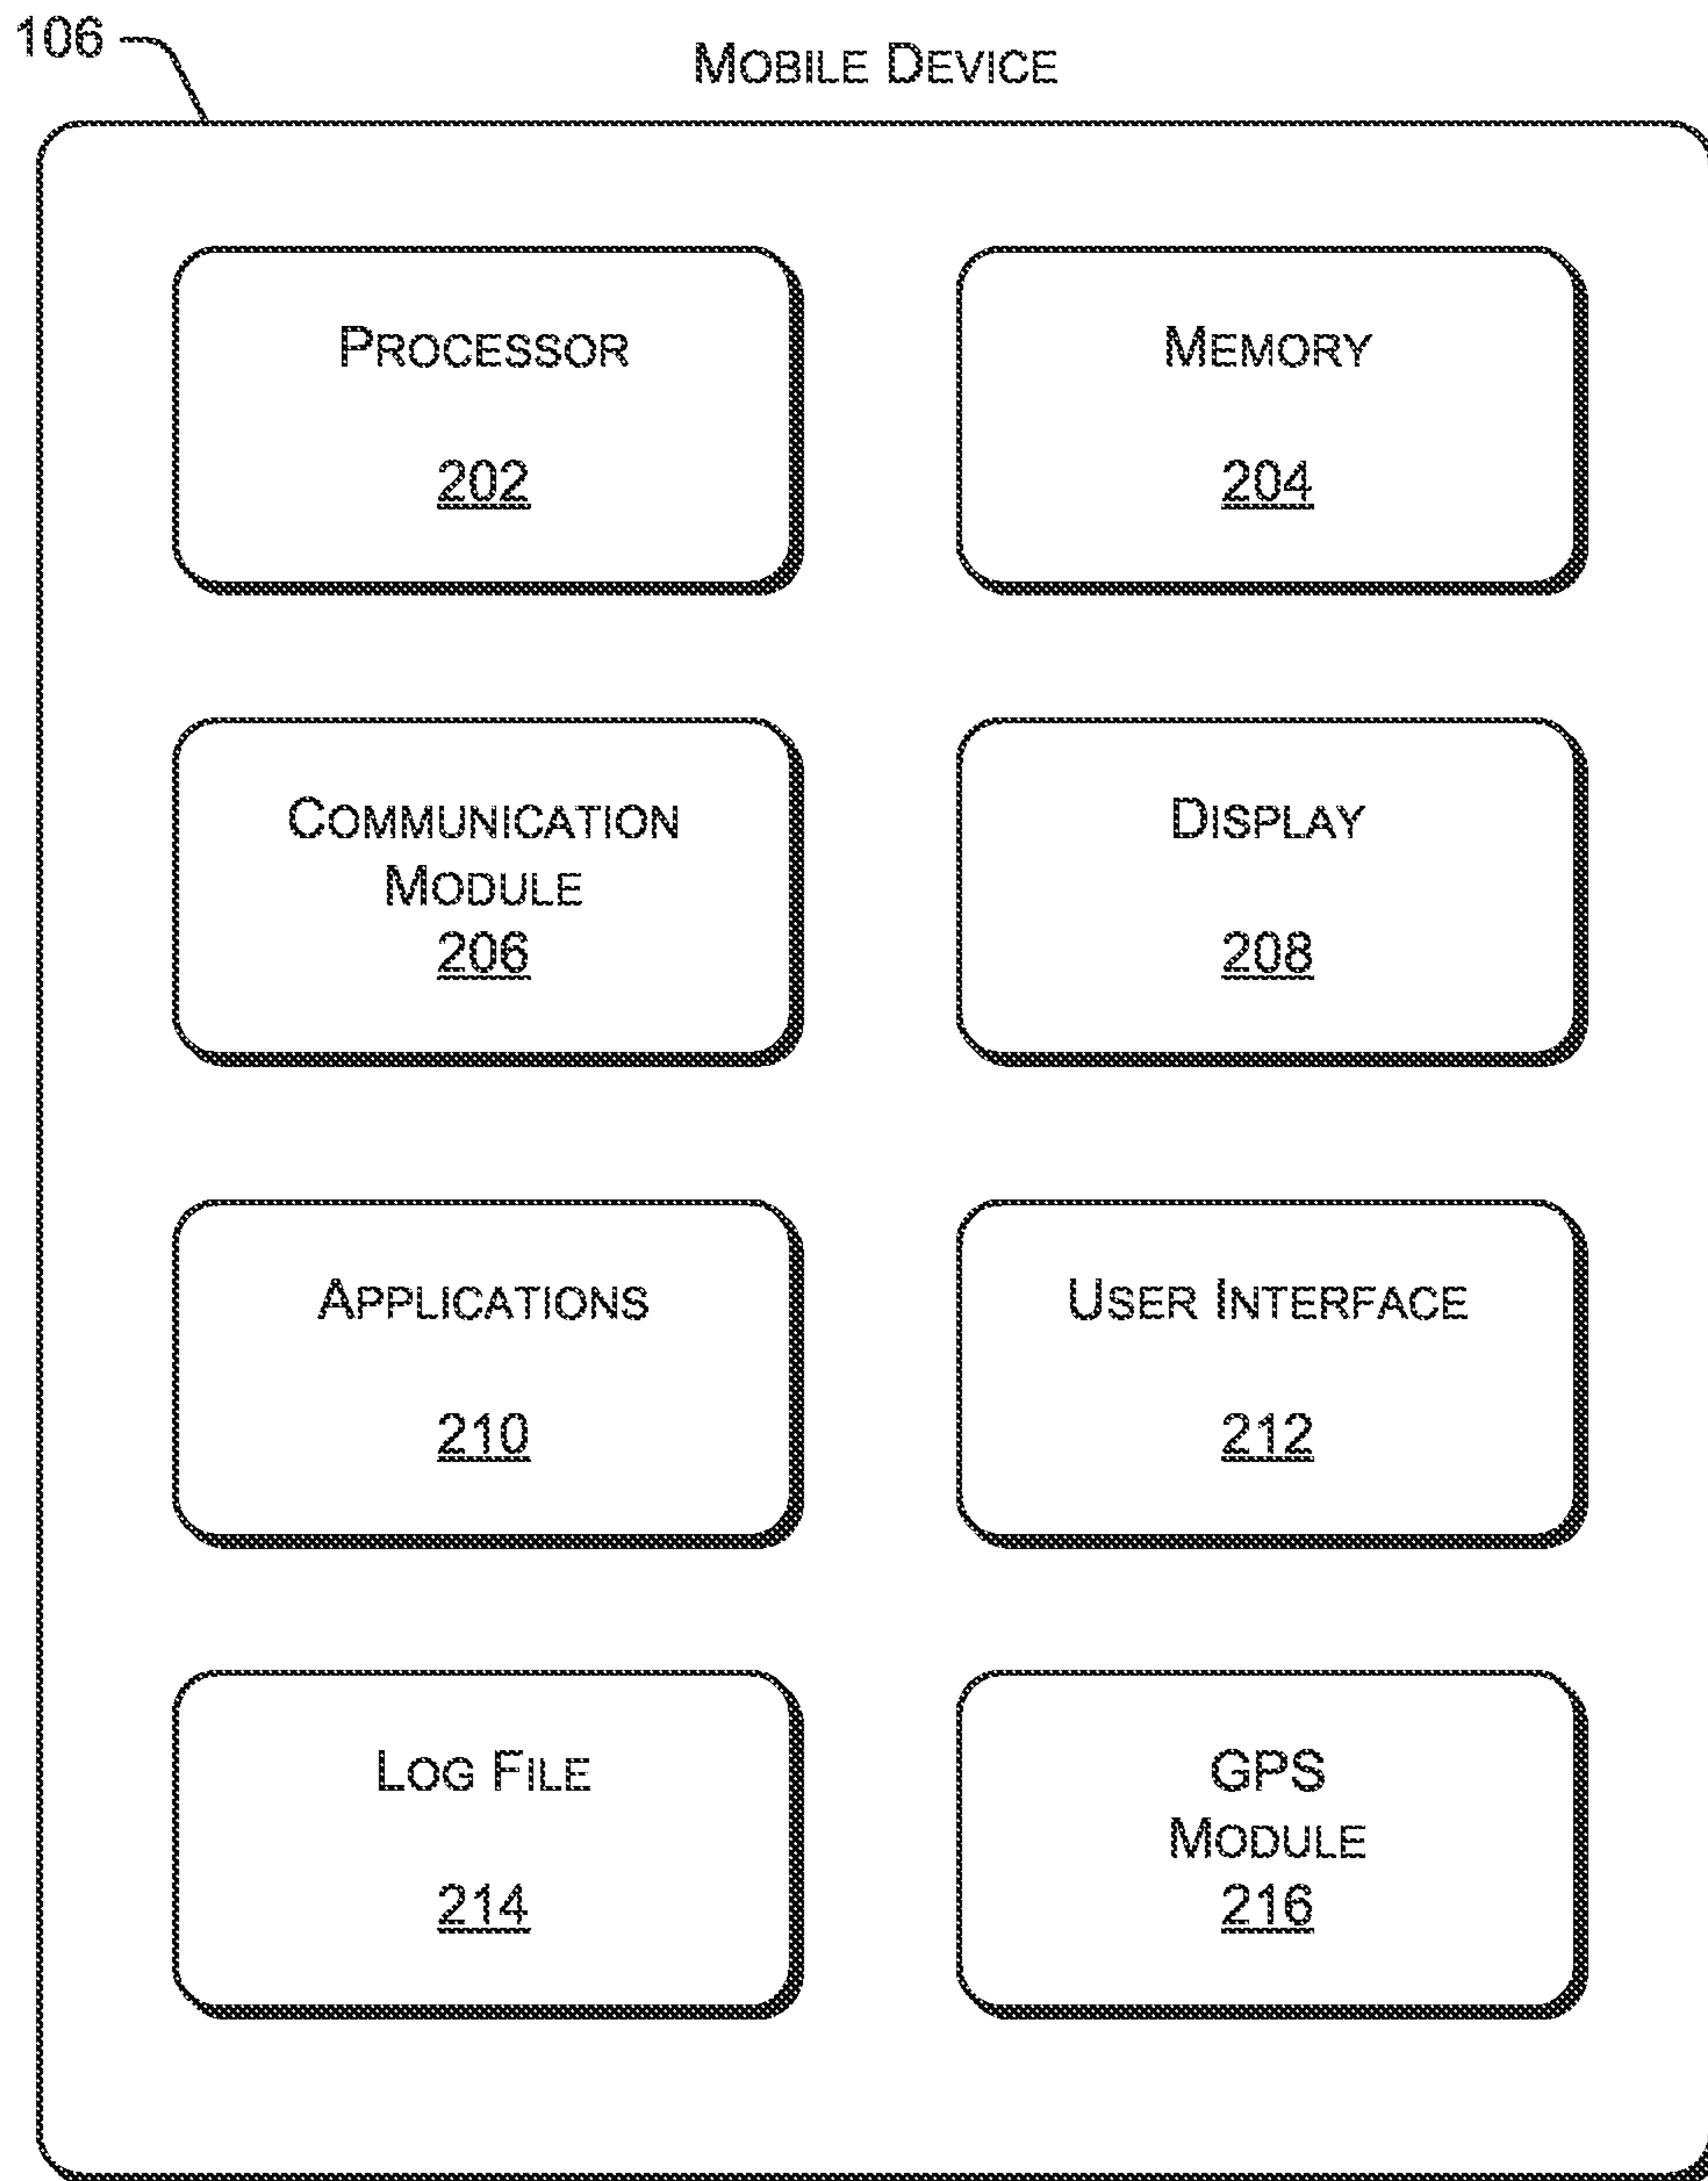 106
MOBILE DEVICE
PROCESSOR
202
MEMORY
204
COMMUNICATION
MODULE
206
DISPLAY
208
APPLICATIONS
210
USER INTERFACE
212
LOG FILE
214
GPS
MODULE
216